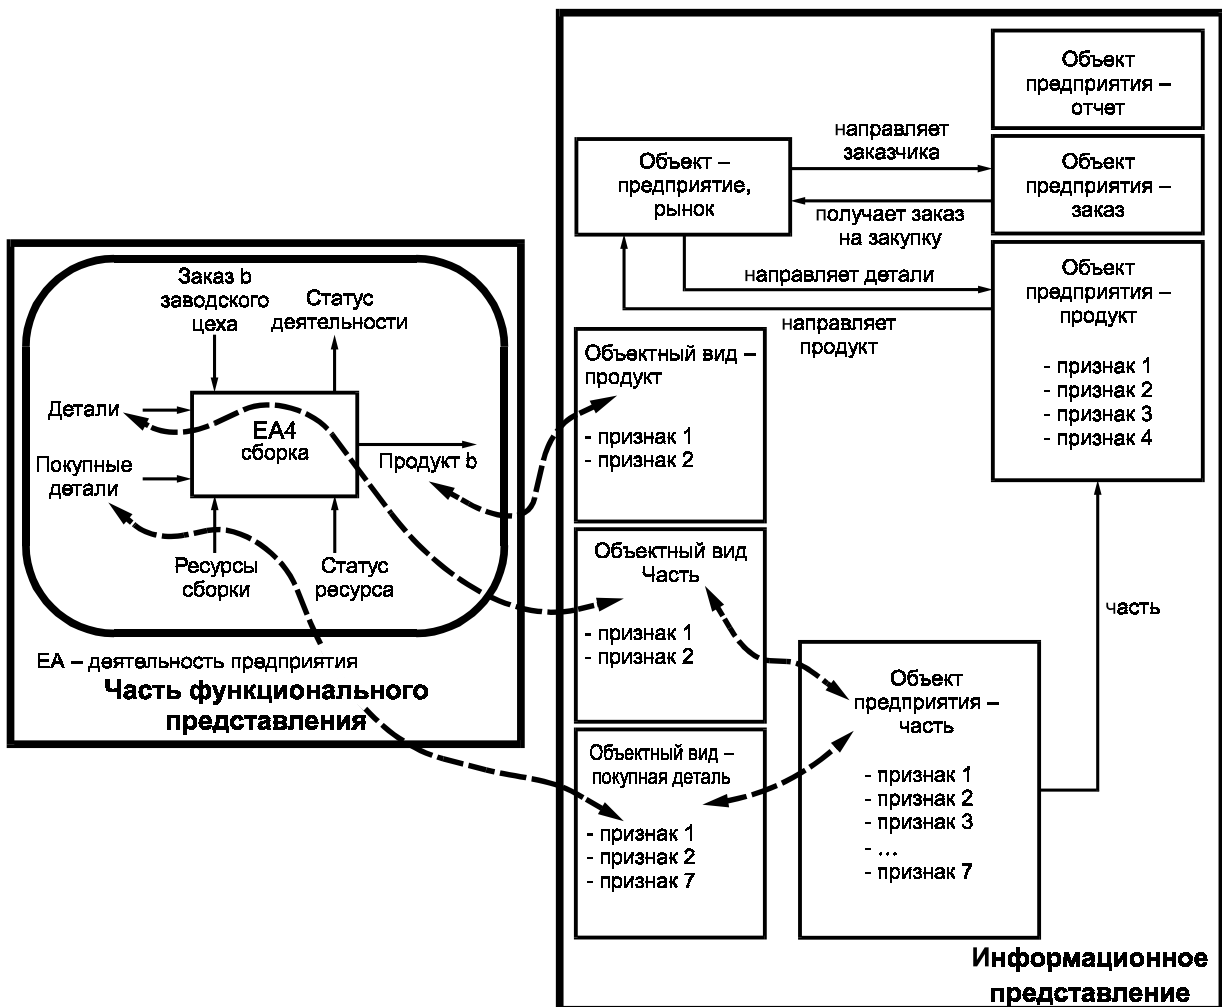 Заказ b
заводского
цеха
Статус
деятельности
Детали
EA4
сборка
Покупные
детали
Продукт b
Ресурсы
сборки
Статус
ресурса
EA – деятельность предприятия
Часть функционального
представления
Объект
предприятия –
отчет
направляет
заказчика
Объект –
предприятие,
рынок
Объект
предприятия –
заказ
получает заказ
на закупку
направляет детали
направляет
продукт
Объект
предприятия –
продукт
- признак 1
- признак 2
- признак 3
- признак 4
Объектный вид –
продукт
- признак 1
- признак 2
Объектный вид
Часть
- признак 1
- признак 2
часть
Объект
предприятия –
часть
- признак 1
- признак 2
- признак 3
- ...
- признак 7
Объектный вид –
покупная деталь
- признак 1
- признак 2
- признак 7
Информационное
представление